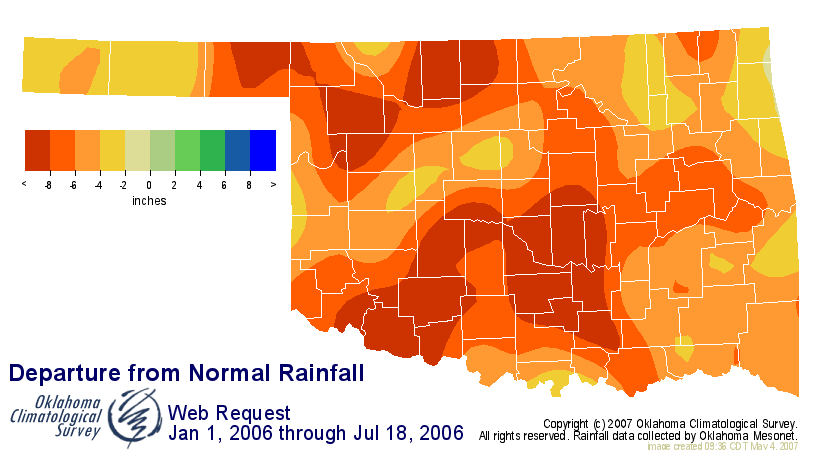 < -8 -6 -4 -2 0 2 4 6 8 >
inches
Departure from Normal Rainfall
Oklahoma
Climatological
Survey
Web Request
Jan 1, 2006 through Jul 18, 2006
Copyright (c) 2007 Oklahoma Climatological Survey.
All rights reserved. Rainfall data collected by Oklahoma Mesonet.
image created 09:36 CDT May 4, 2007